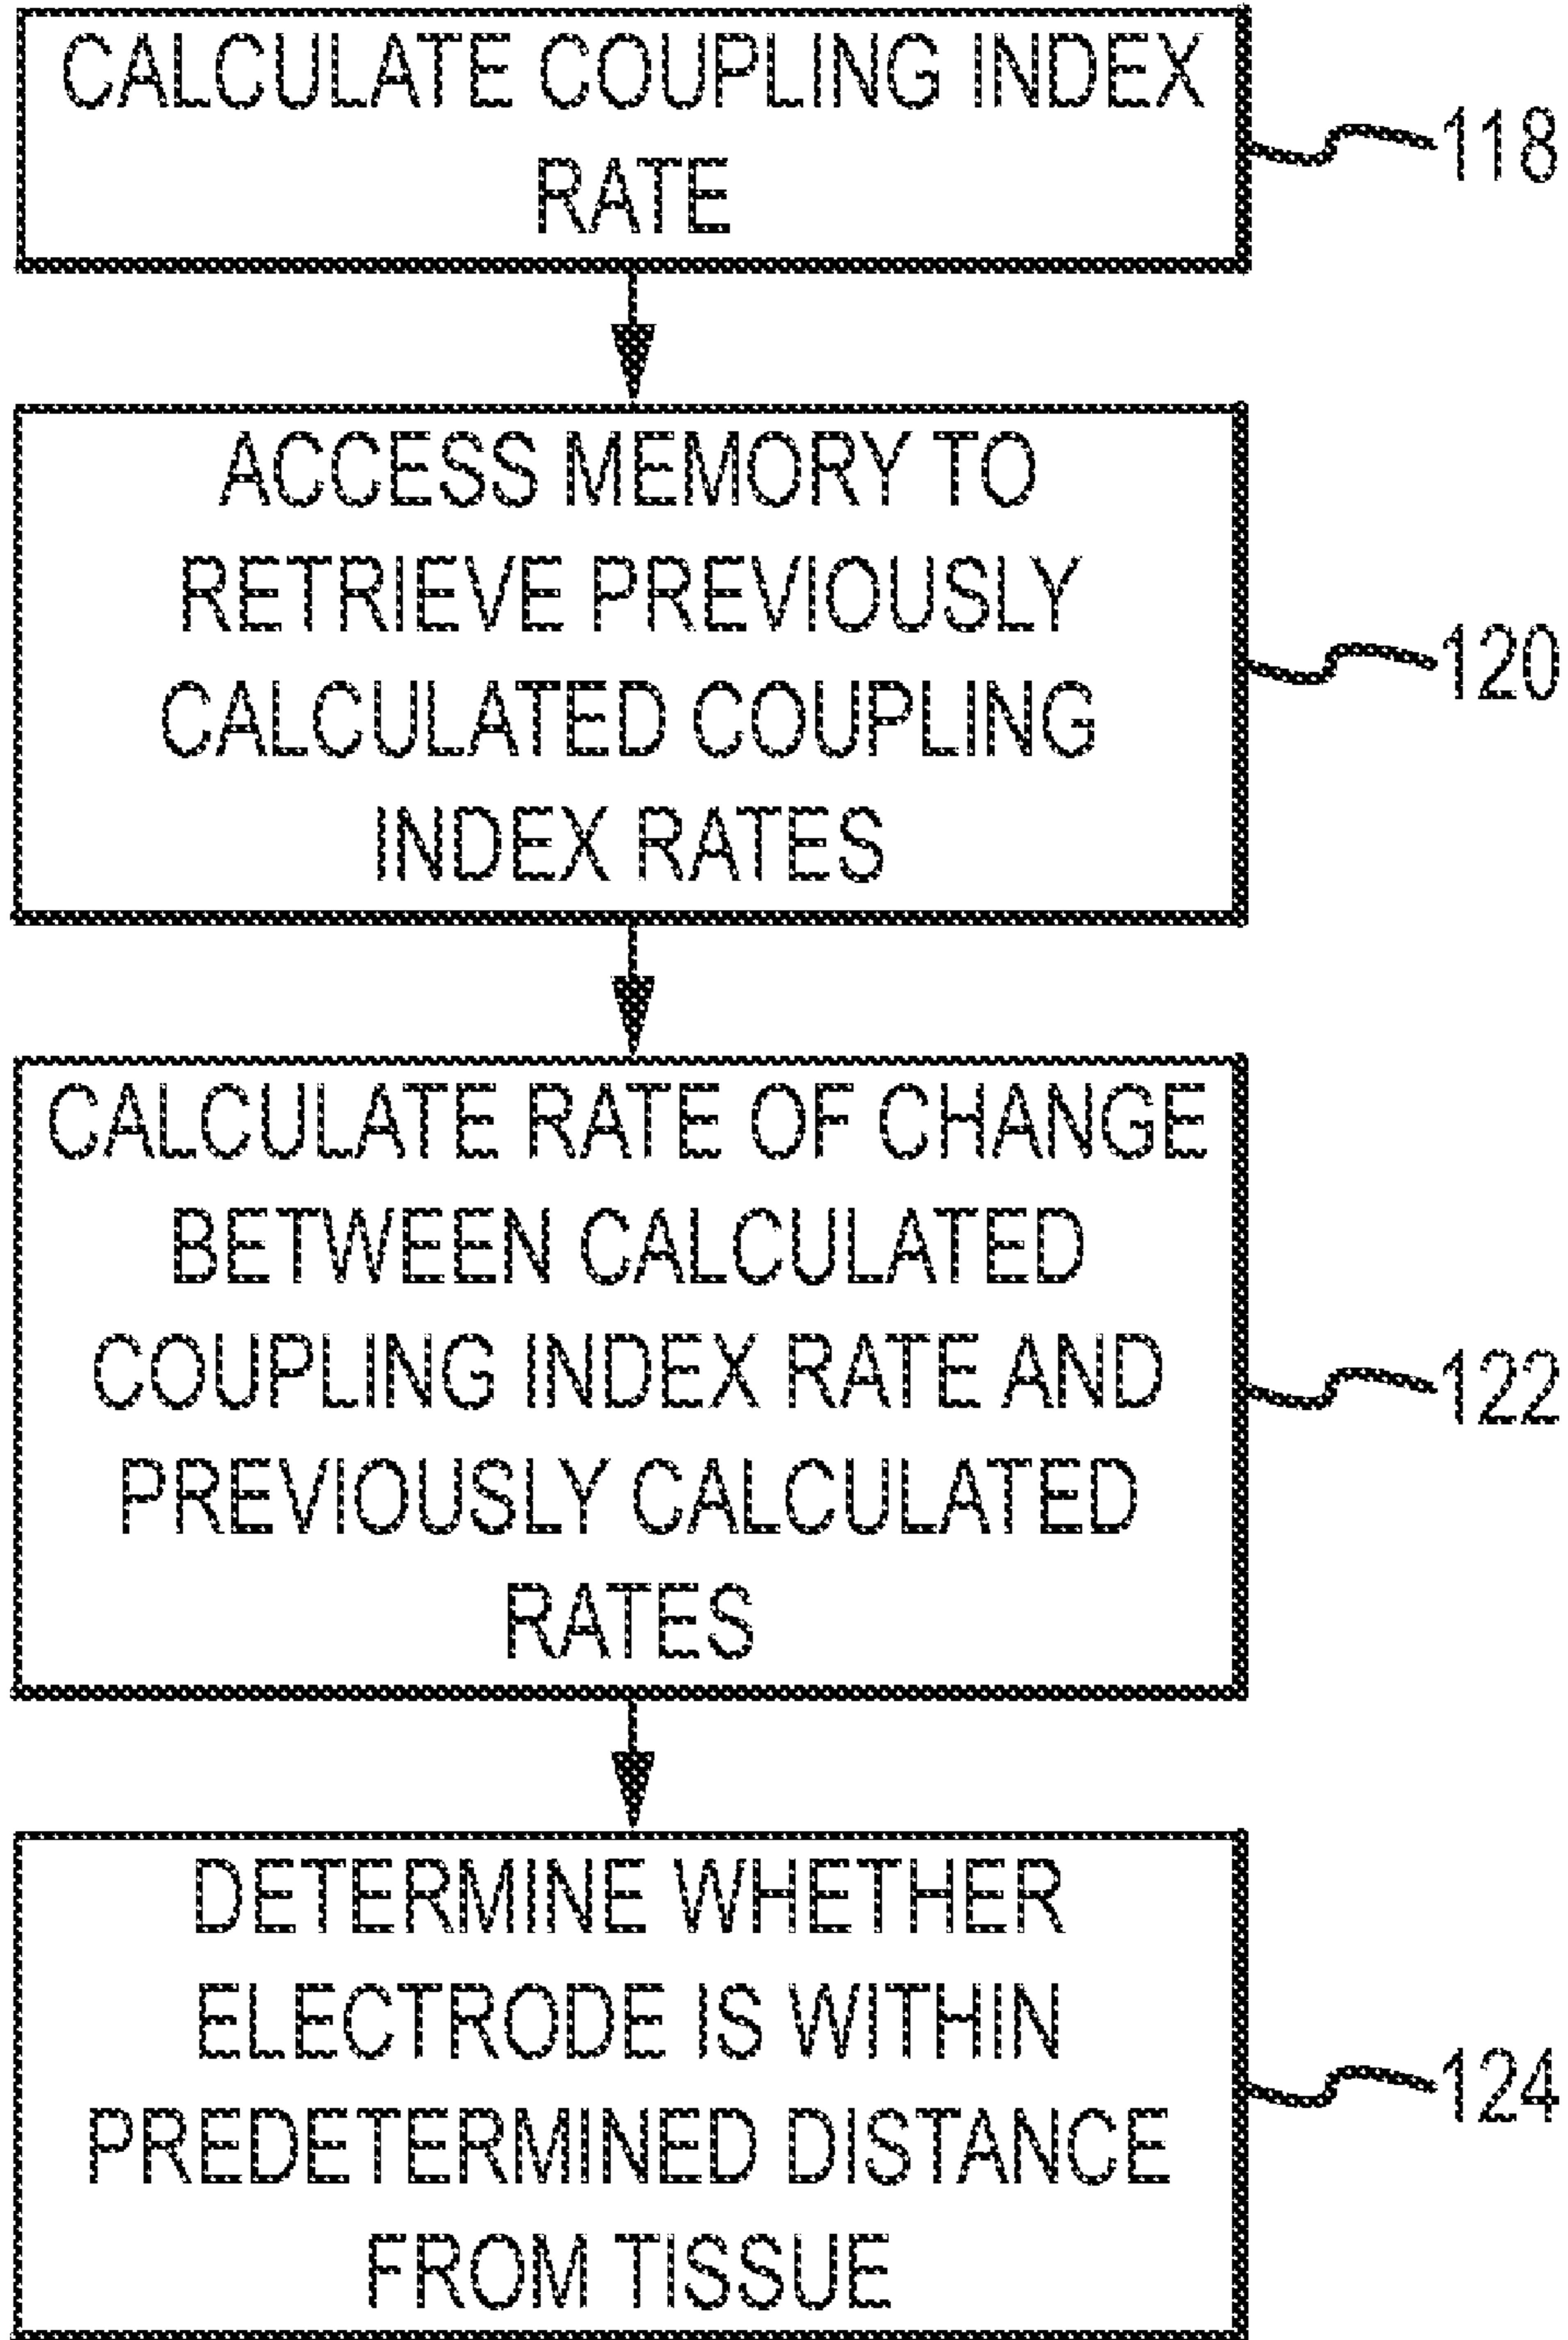 CALCULATE COUPLING INDEX
RATE
118
ACCESS MEMORY TO
RETRIEVE PREVIOUSLY
CALCULATED COUPLING
INDEX RATES
120
CALCULATE RATE OF CHANGE
BETWEEN CALCULATED
COUPLING INDEX RATE AND
PREVIOUSLY CALCULATED
RATES
122
DETERMINE WHETHER
ELECTRODE IS WITHIN
PREDETERMINED DISTANCE
FROM TISSUE
124